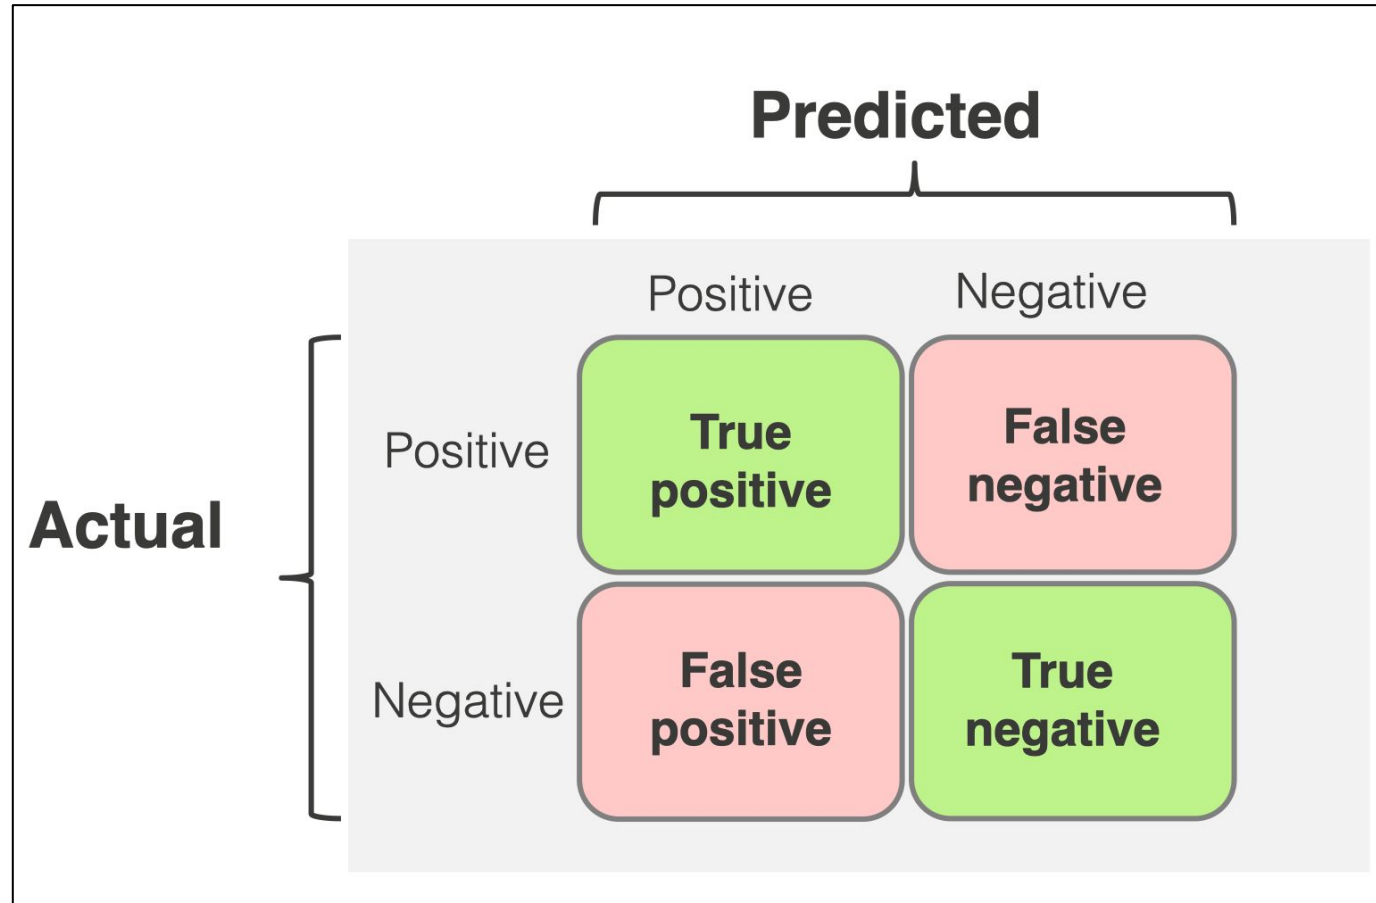 Predicted
Positive Negative
Positive
True
positive
False
negative
Actual
Negative
False
positive
True
negative